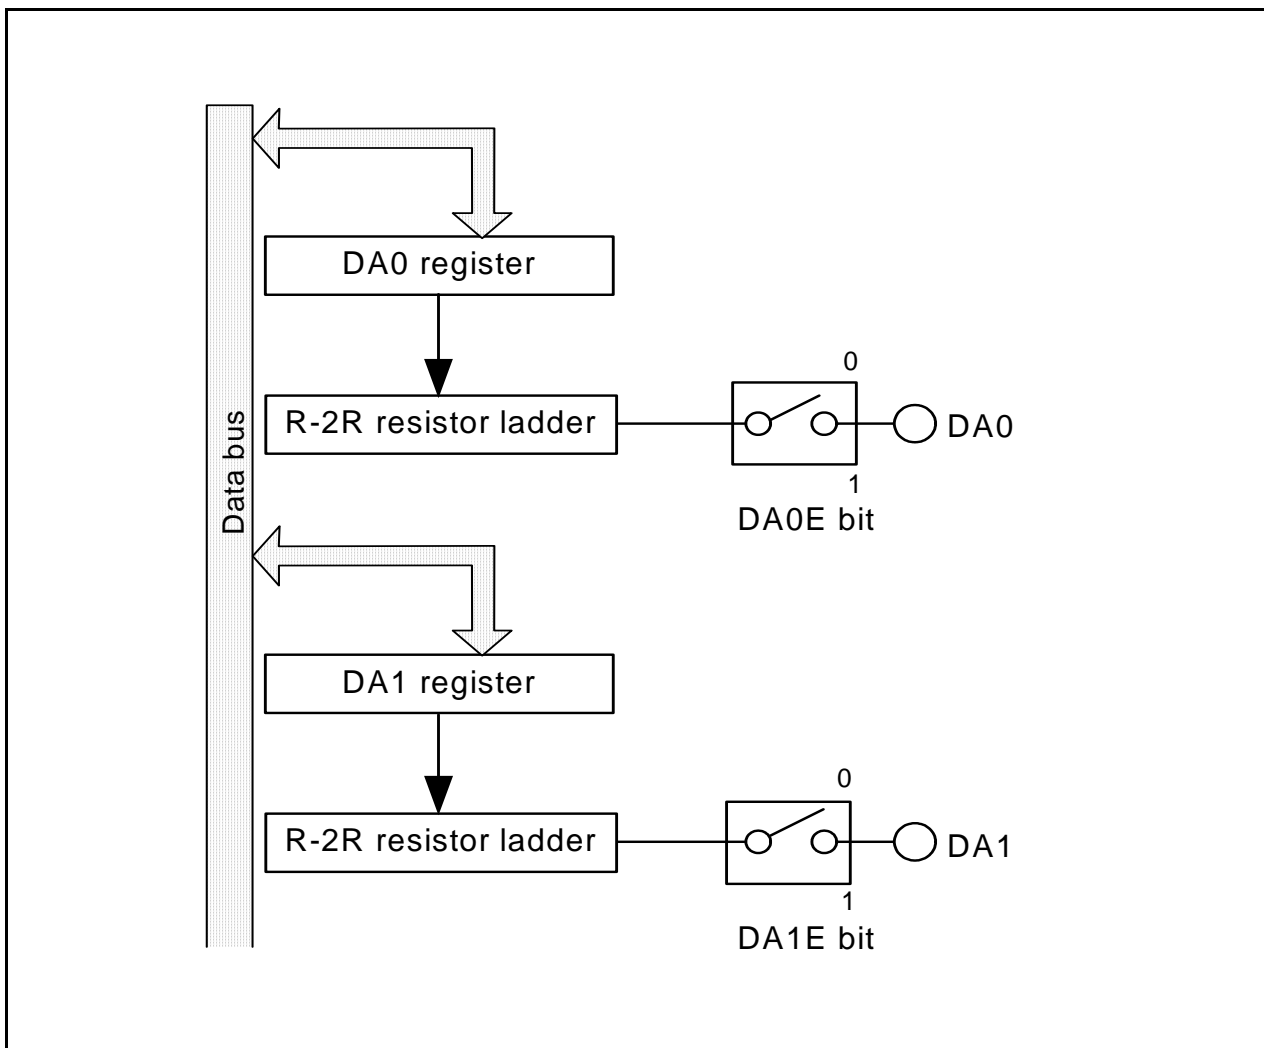 Data bus
DA0 register
R-2R resistor ladder
0
1
DA0E bit
DA0
DA1 register
R-2R resistor ladder
0
1
DA1E bit
DA1